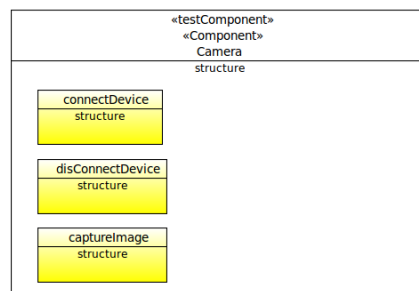 «testComponent»
«Component»
Camera
structure
connectDevice
structure
disConnectDevice
structure
captureImage
structure